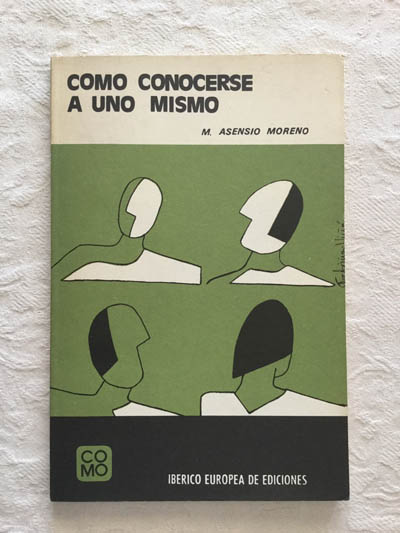 COMO CONOCERSE
A UNO MISMO
M. ASENSIO MORENO
CO
MO
IBERICO EUROPEA DE EDICIONES